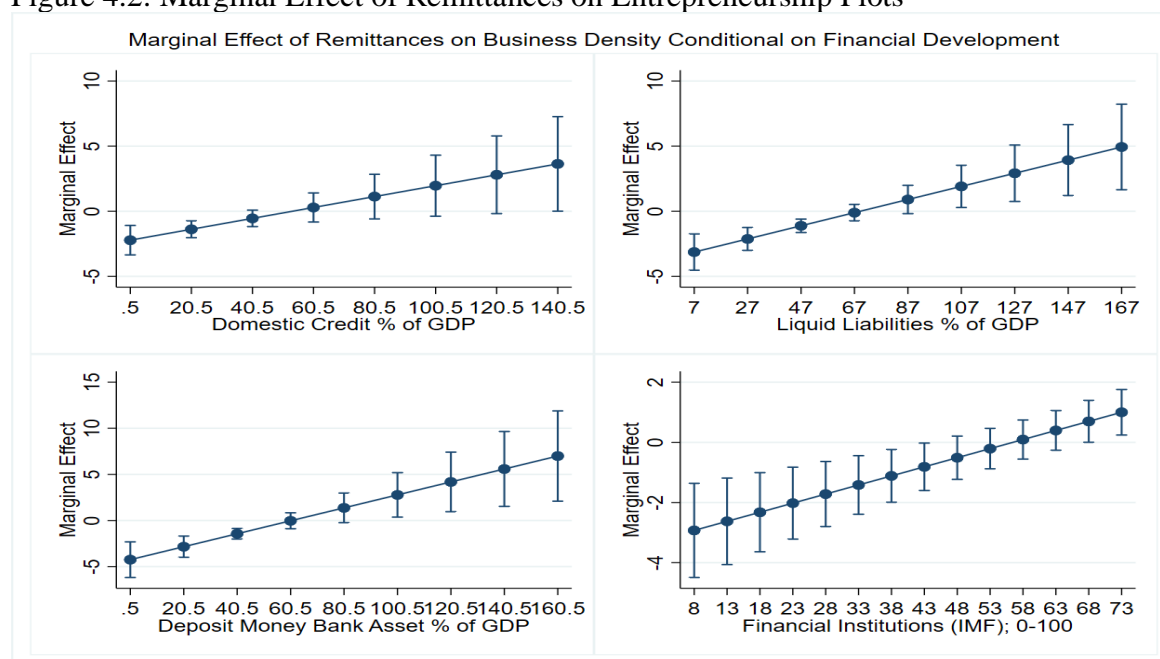 Figure 4.2: Marginal Effect of Remittances on Entrepreneurship Plots
Marginal Effect of Remittances on Business Density Conditional on Financial Development
Marginal Effect
10
5
0
-5
.5 20.5 40.5 60.5 80.5 100.5 120.5 140.5
Domestic Credit % of GDP
Marginal Effect
10
5
0
-5
7 27 47 67 87 107 127 147 167
Liquid Liabilities % of GDP
Marginal Effect
15
10
5
0
-5
.5 20.5 40.5 60.5 80.5 100.5 120.5 140.5 160.5
Deposit Money Bank Asset % of GDP
Marginal Effect
2
0
-2
-4
8 13 18 23 28 33 38 43 48 53 58 63 68 73
Financial Institutions (IMF); 0-100